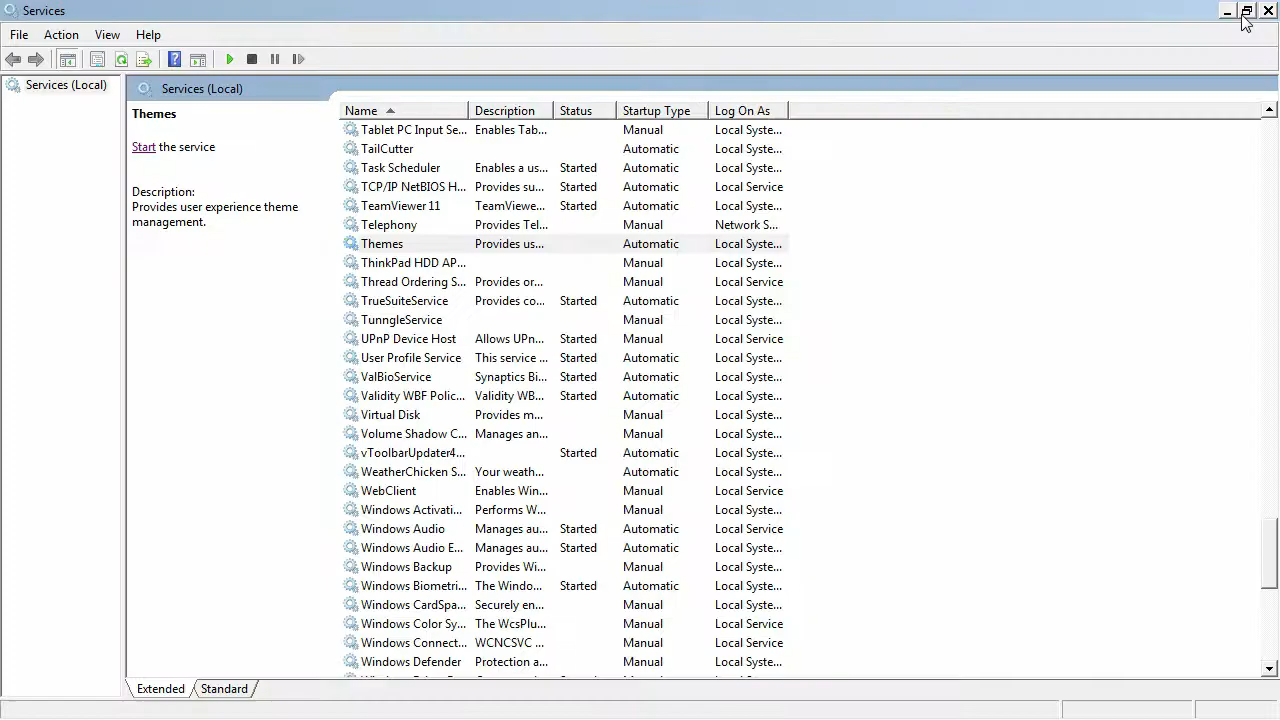 Services
File Action View Help
Services (Local)
Services (Local)
Themes
Start the service
Description:
Provides user experience theme
management.
Name Description Status Startup Type Log On As
Tablet PC Input Se... Enables Tab... Manual Local Syste...
TailCutter Automatic Local Syste...
Task Scheduler Enables a us... Started Automatic Local Syste...
TCP/IP NetBIOS H... Provides su... Started Automatic Local Service
TeamViewer 11 TeamViewe... Started Automatic Local Syste...
Telephony Provides Tel... Manual Network S...
Themes Provides us... Automatic Local Syste...
ThinkPad HDD AP... Manual Local Syste...
Thread Ordering S... Provides or... Manual Local Service
TrueSuiteService Provides co... Started Automatic Local Syste...
TunngleService Manual Local Syste...
UPnP Device Host Allows UPn... Started Manual Local Service
User Profile Service This service ... Started Automatic Local Syste...
ValBioService Synaptics Bi... Started Automatic Local Syste...
Validity WBF Polic... Validity WB... Started Automatic Local Syste...
Virtual Disk Provides m... Manual Local Syste...
Volume Shadow C... Manages an... Manual Local Syste...
vToolbarUpdater4... Started Manual Local Syste...
WeatherChicken S... Your weath... Automatic Local Syste...
WebClient Enables Win... Manual Local Service
Windows Activati... Performs W... Manual Local Syste...
Windows Audio Manages au... Started Automatic Local Service
Windows Audio E... Manages au... Started Automatic Local Syste...
Windows Backup Provides Wi... Manual Local Syste...
Windows Biometri... The Windo... Started Automatic Local Syste...
Windows CardSpa... Securely en... Manual Local Syste...
Windows Color Sy... The WcsPlu... Manual Local Service
Windows Connect... WCNCSVC ... Manual Local Service
Windows Defender Protection a... Manual Local Syste...
Extended Standard